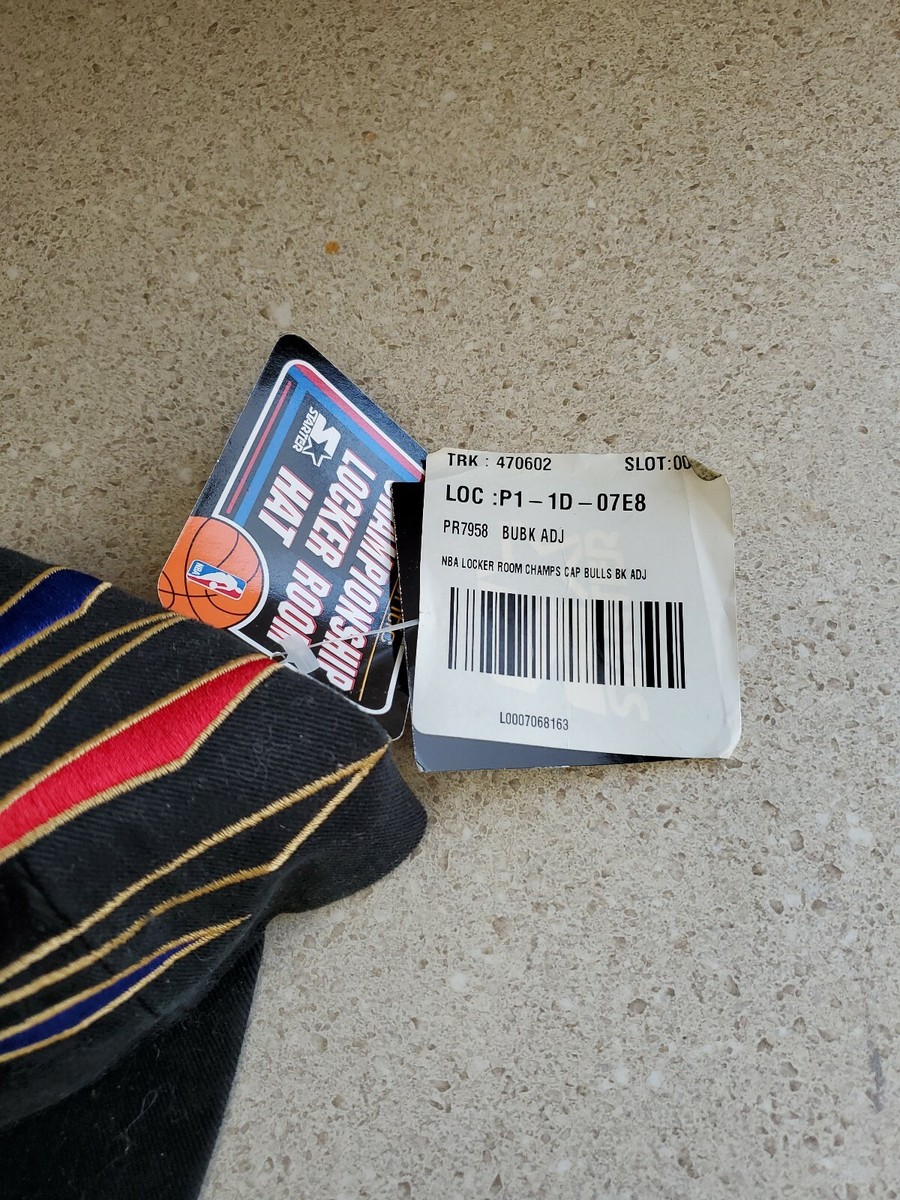 STARTER
CHAMPIONSHIP
LOCKER ROOM
HAT
NBA
TRK : 470602 SLOT:00
LOC :P1-1D-07E8
PR7958 BUBK ADJ
NBA LOCKER ROOM CHAMPS CAP BULLS BK ADJ
L0007068163